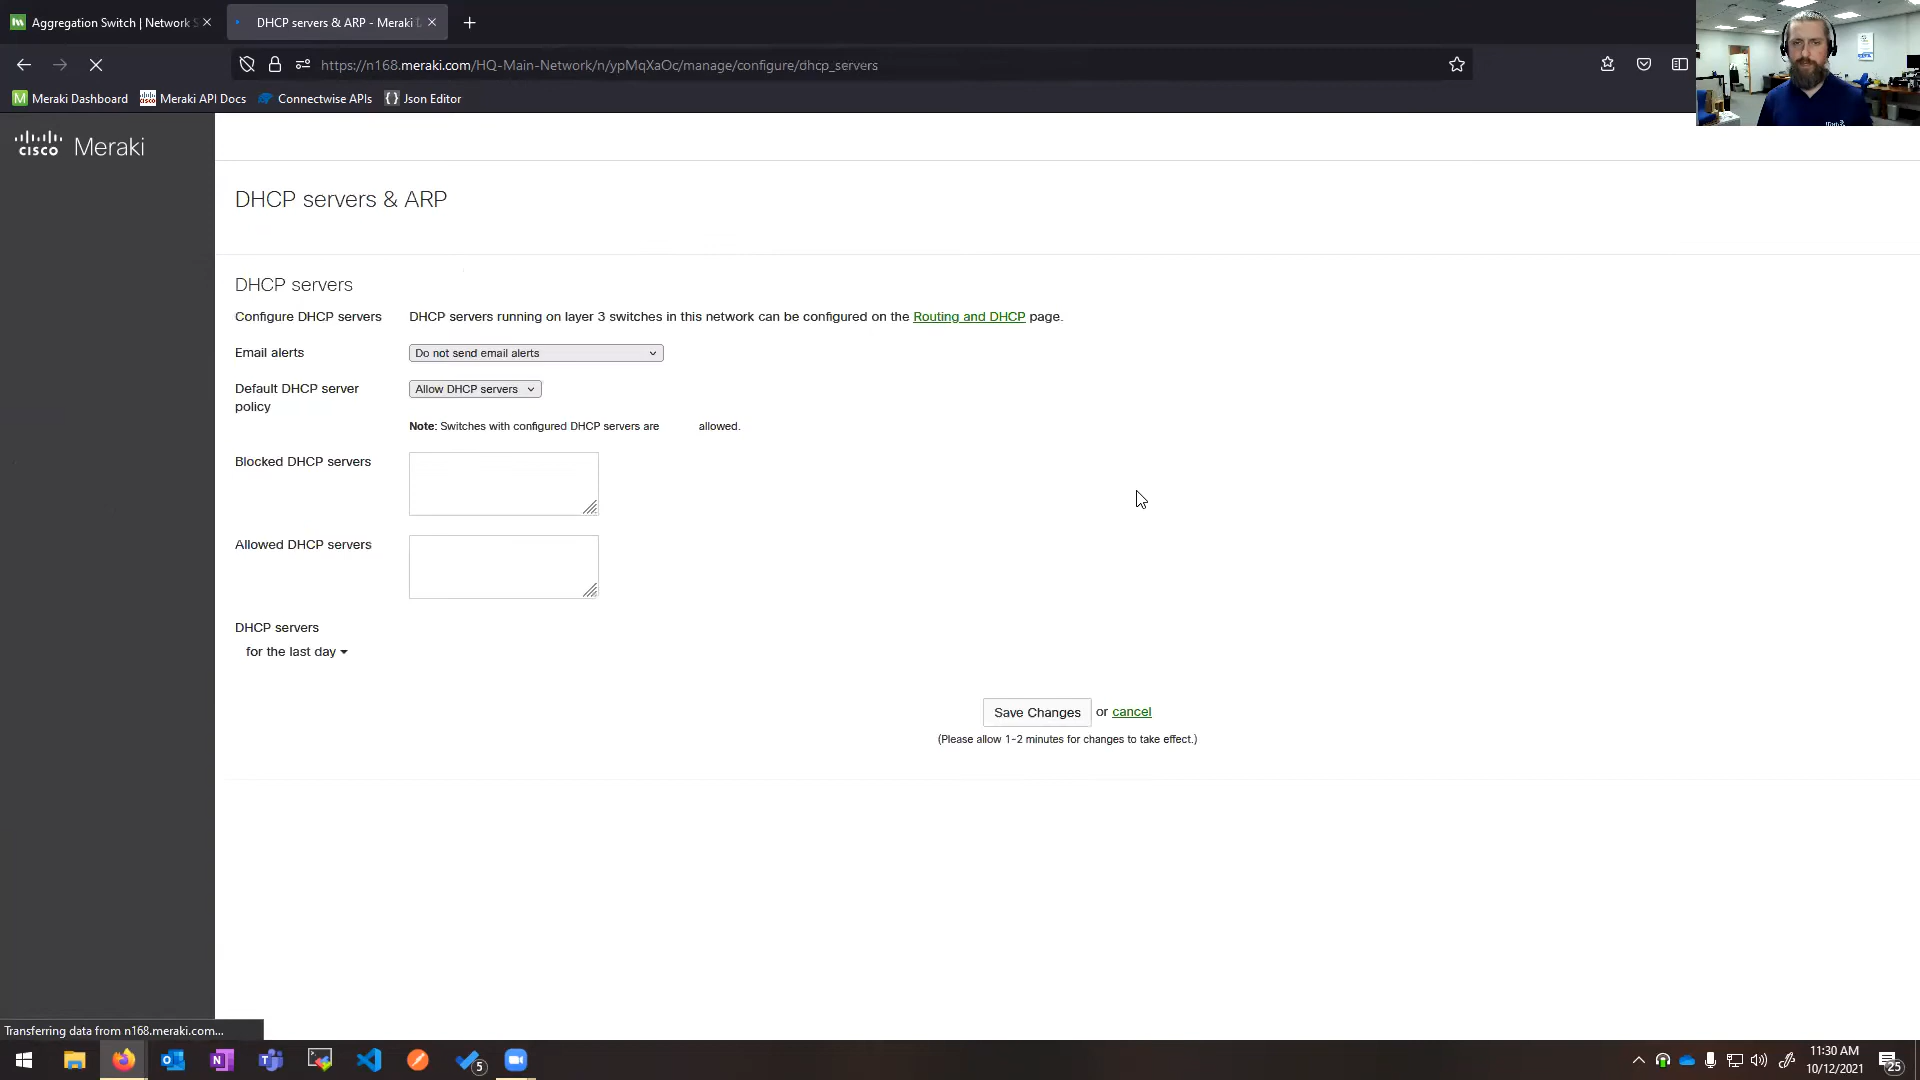 Aggregation Switch | Network S
DHCP servers & ARP - Meraki D
https://n168.meraki.com/HQ-Main-Network/n/ypMqXaOc/manage/configure/dhcp_servers
Meraki Dashboard
Meraki API Docs
Connectwise APIs
Json Editor
cisco Meraki
DHCP servers & ARP
DHCP servers
Configure DHCP servers
DHCP servers running on layer 3 switches in this network can be configured on the Routing and DHCP page.
Email alerts
Do not send email alerts
Default DHCP server
policy
Allow DHCP servers
Note: Switches with configured DHCP servers are allowed.
Blocked DHCP servers
Allowed DHCP servers
DHCP servers
for the last day
Save Changes or cancel
(Please allow 1-2 minutes for changes to take effect.)
Transferring data from n168.meraki.com...
5
11:30 AM
10/12/2021
25